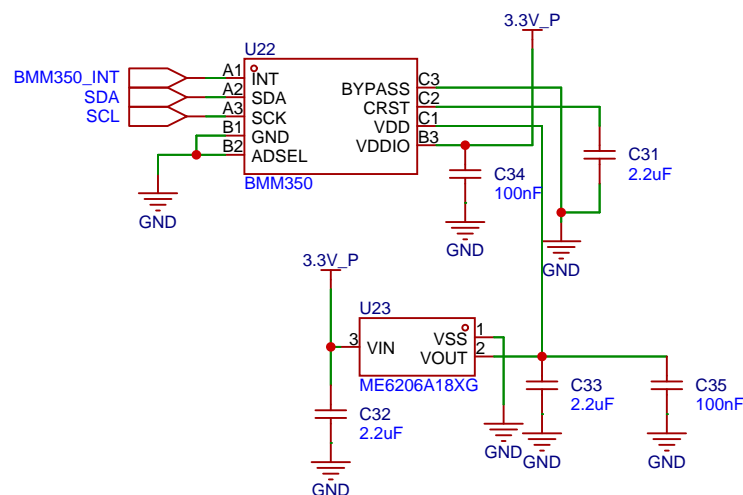 3.3V_P
U22
BMM350_INT
SDA
SCL
A1
A2
A3
B1
B2
INT
SDA
SCK
GND
ADSEL
BYPASS
CRST
VDD
VDDIO
C3
C2
C1
B3
BMM350
GND
C34
100nF
GND
C31
2.2uF
GND
3.3V_P
U23
3
VIN
VSS
VOUT
1
2
ME6206A18XG
C32
2.2uF
GND
GND
C33
2.2uF
GND
C35
100nF
GND